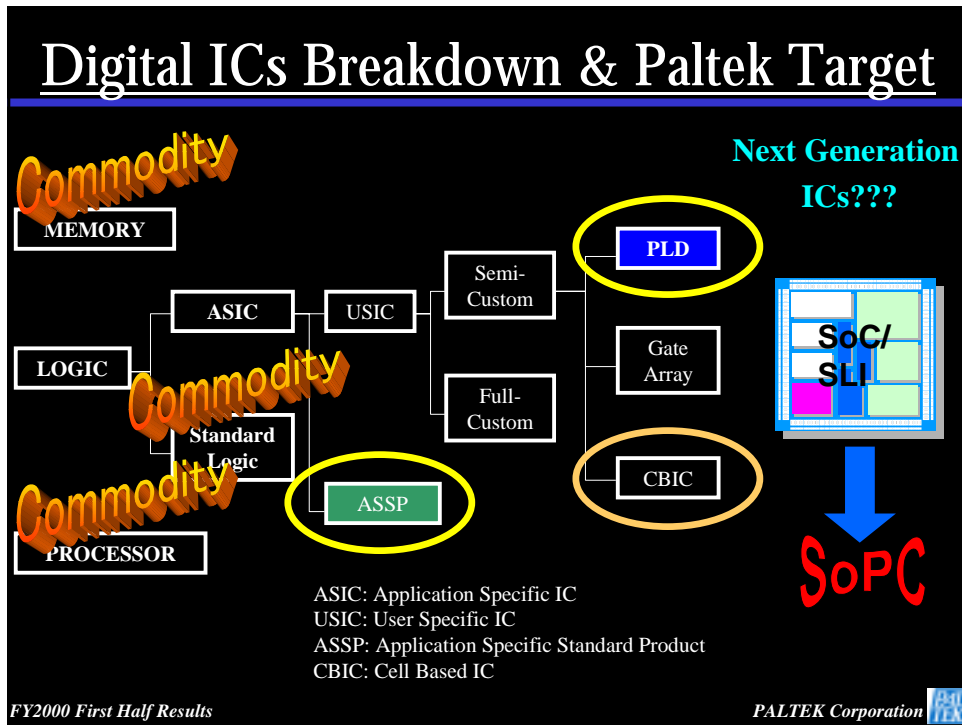 Digital ICs Breakdown & Paltek Target
Commodity
MEMORY
Next Generation
ICs???
PLD
Semi-
Custom
ASIC
USIC
SoC/
SLI
LOGIC
Gate
Array
Commodity
Full-
Custom
Standard
Logic
CBIC
Commodity
ASSP
PROCESSOR
SoPC
ASIC: Application Specific IC
USIC: User Specific IC
ASSP: Application Specific Standard Product
CBIC: Cell Based IC
FY2000 First Half Results
PALTEK Corporation
PALTEK